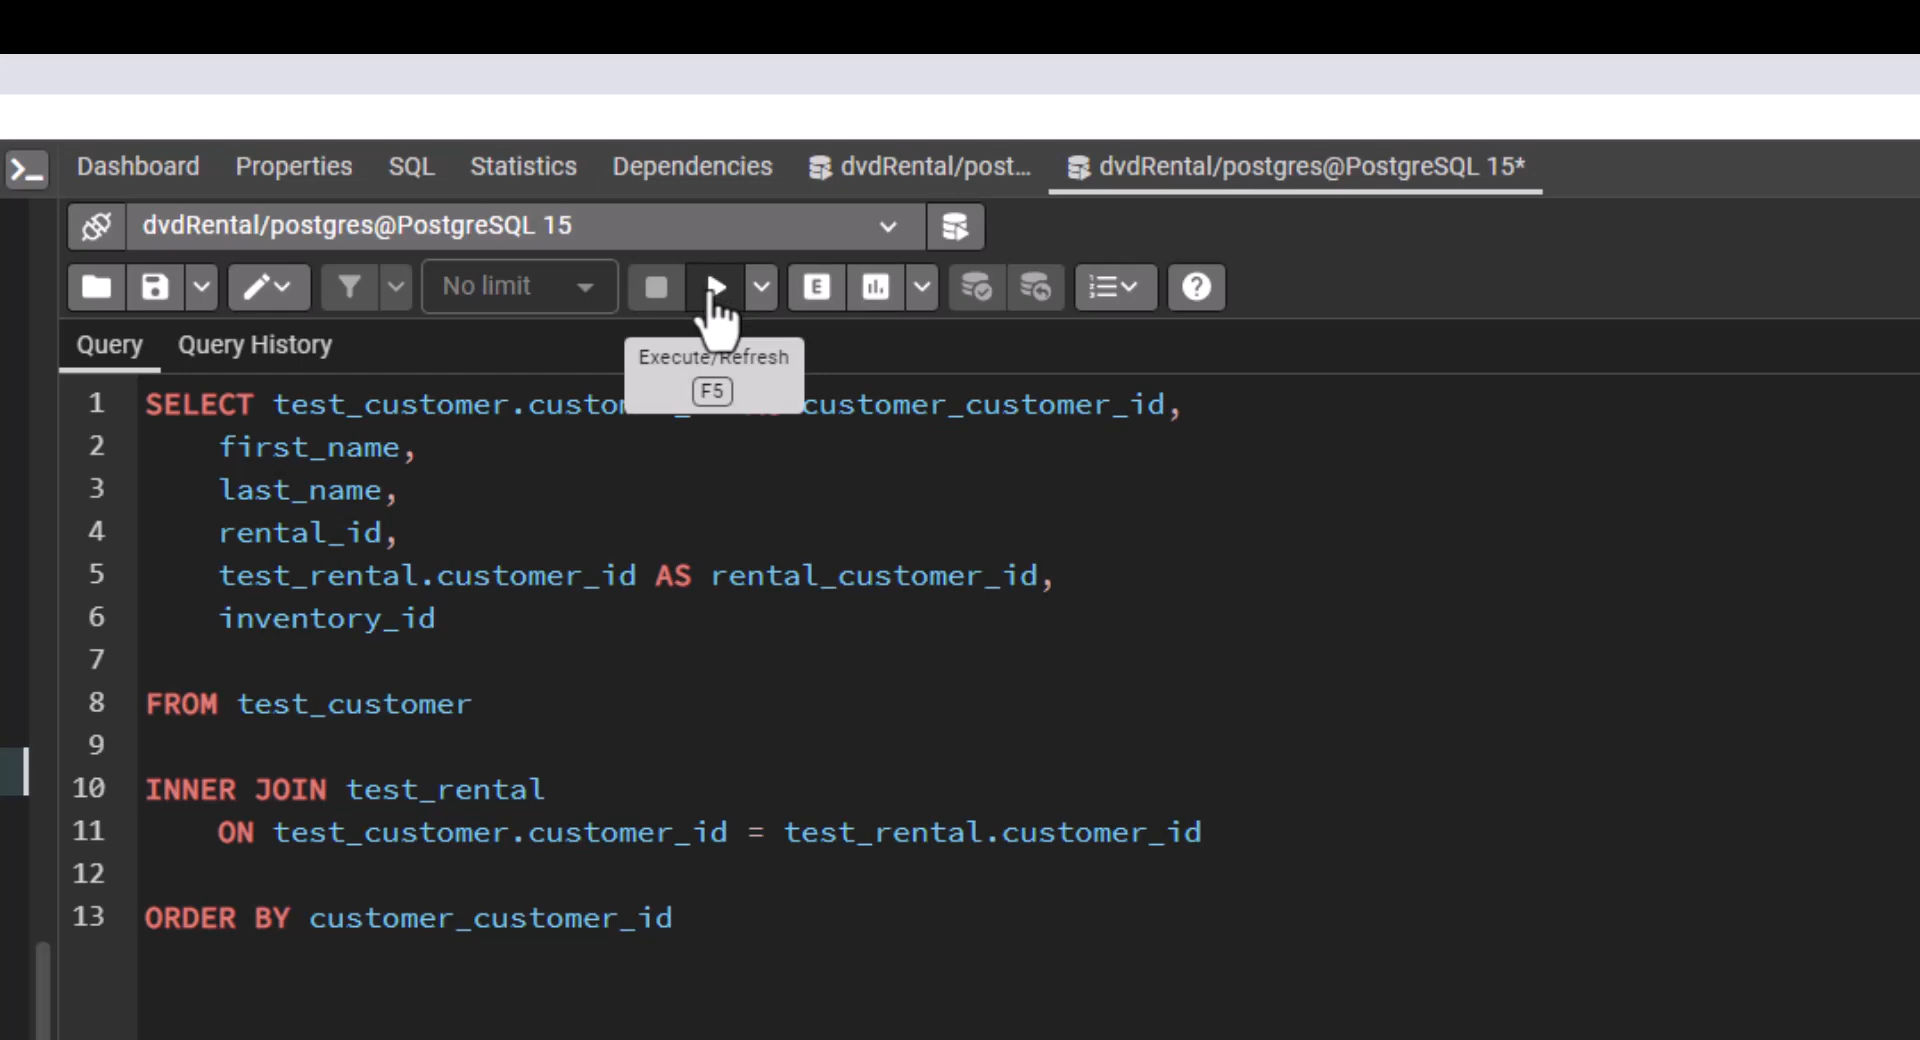 Dashboard Properties SQL Statistics Dependencies dvdRental/post... dvdRental/postgres@PostgreSQL 15*
dvdRental/postgres@PostgreSQL 15
No limit E ?
Query Query History
Execute/Refresh
F5
1 SELECT test_customer. customer_customer_id,
2 first_name,
3 last_name,
4 rental_id,
5 test_rental.customer_id AS rental_customer_id,
6 inventory_id
7
8 FROM test_customer
9
10 INNER JOIN test_rental
11 ON test_customer.customer_id = test_rental.customer_id
12
13 ORDER BY customer_customer_id